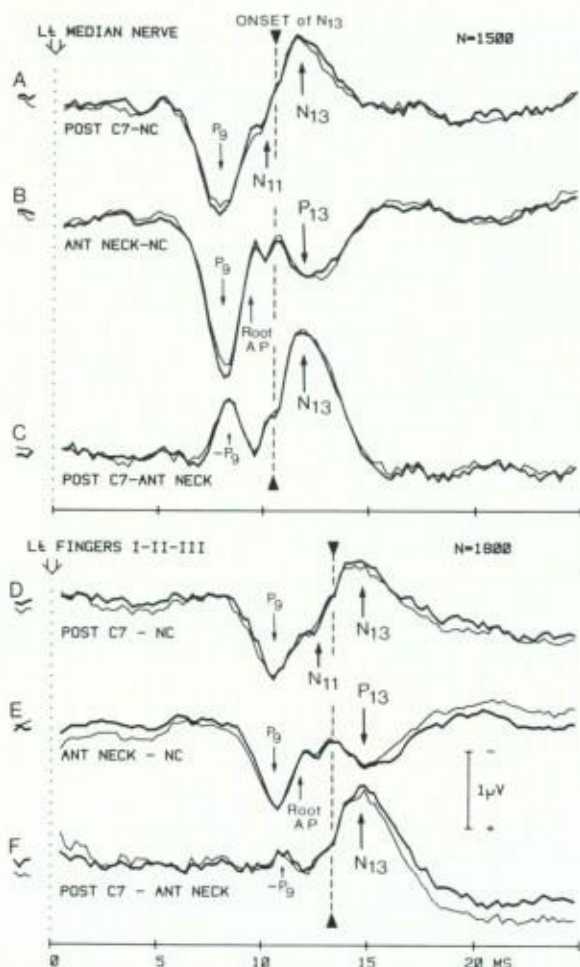 ONSET of N13
Lt MEDIAN NERVE
N=1500
A
POST C7-NC
P9
N11
N13
B
ANT NECK-NC
P9
Root
AP
P13
C
POST C7-ANT NECK
-P9
N13
Lt FINGERS I-II-III
N=1800
D
POST C7 - NC
P9
N11
N13
E
ANT NECK - NC
P9
Root
AP
P13
-
1μV
+
F
POST C7 - ANT NECK
-P9
N13
0 5 10 15 20 MS